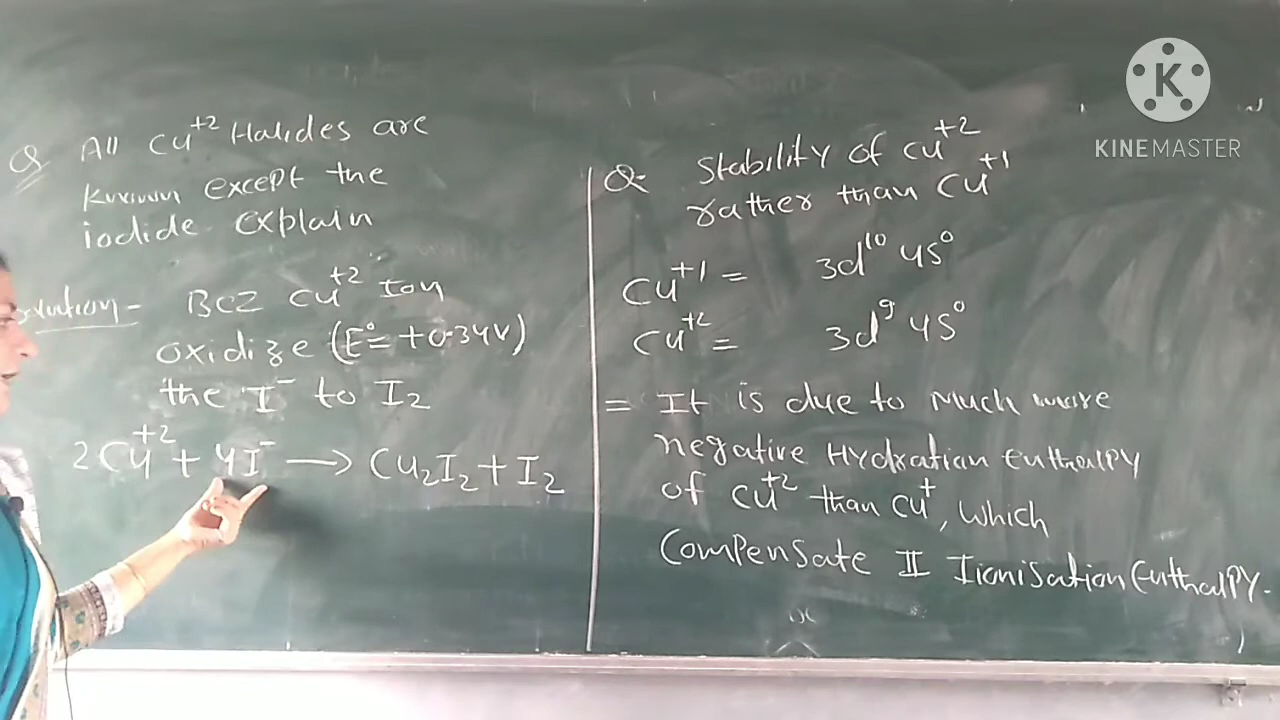 Q All Cu+2 Halides are
Known except the
iodide explain
Solution - BCZ Cu+2 Ion
oxidize (E°= +0.34V)
the I- to I2
2Cu+2 + 4I- → Cu2I2 + I2
Q- Stability of Cu+2
rather than Cu+1
Cu+1 = 3d10 4S0
Cu+2 = 3d9 4S0
= It is due to Much more
negative Hydration enthalpy
of Cu+2 than Cu+, which
Compensate II Ionisation Enthalpy.
K
KINEMASTER